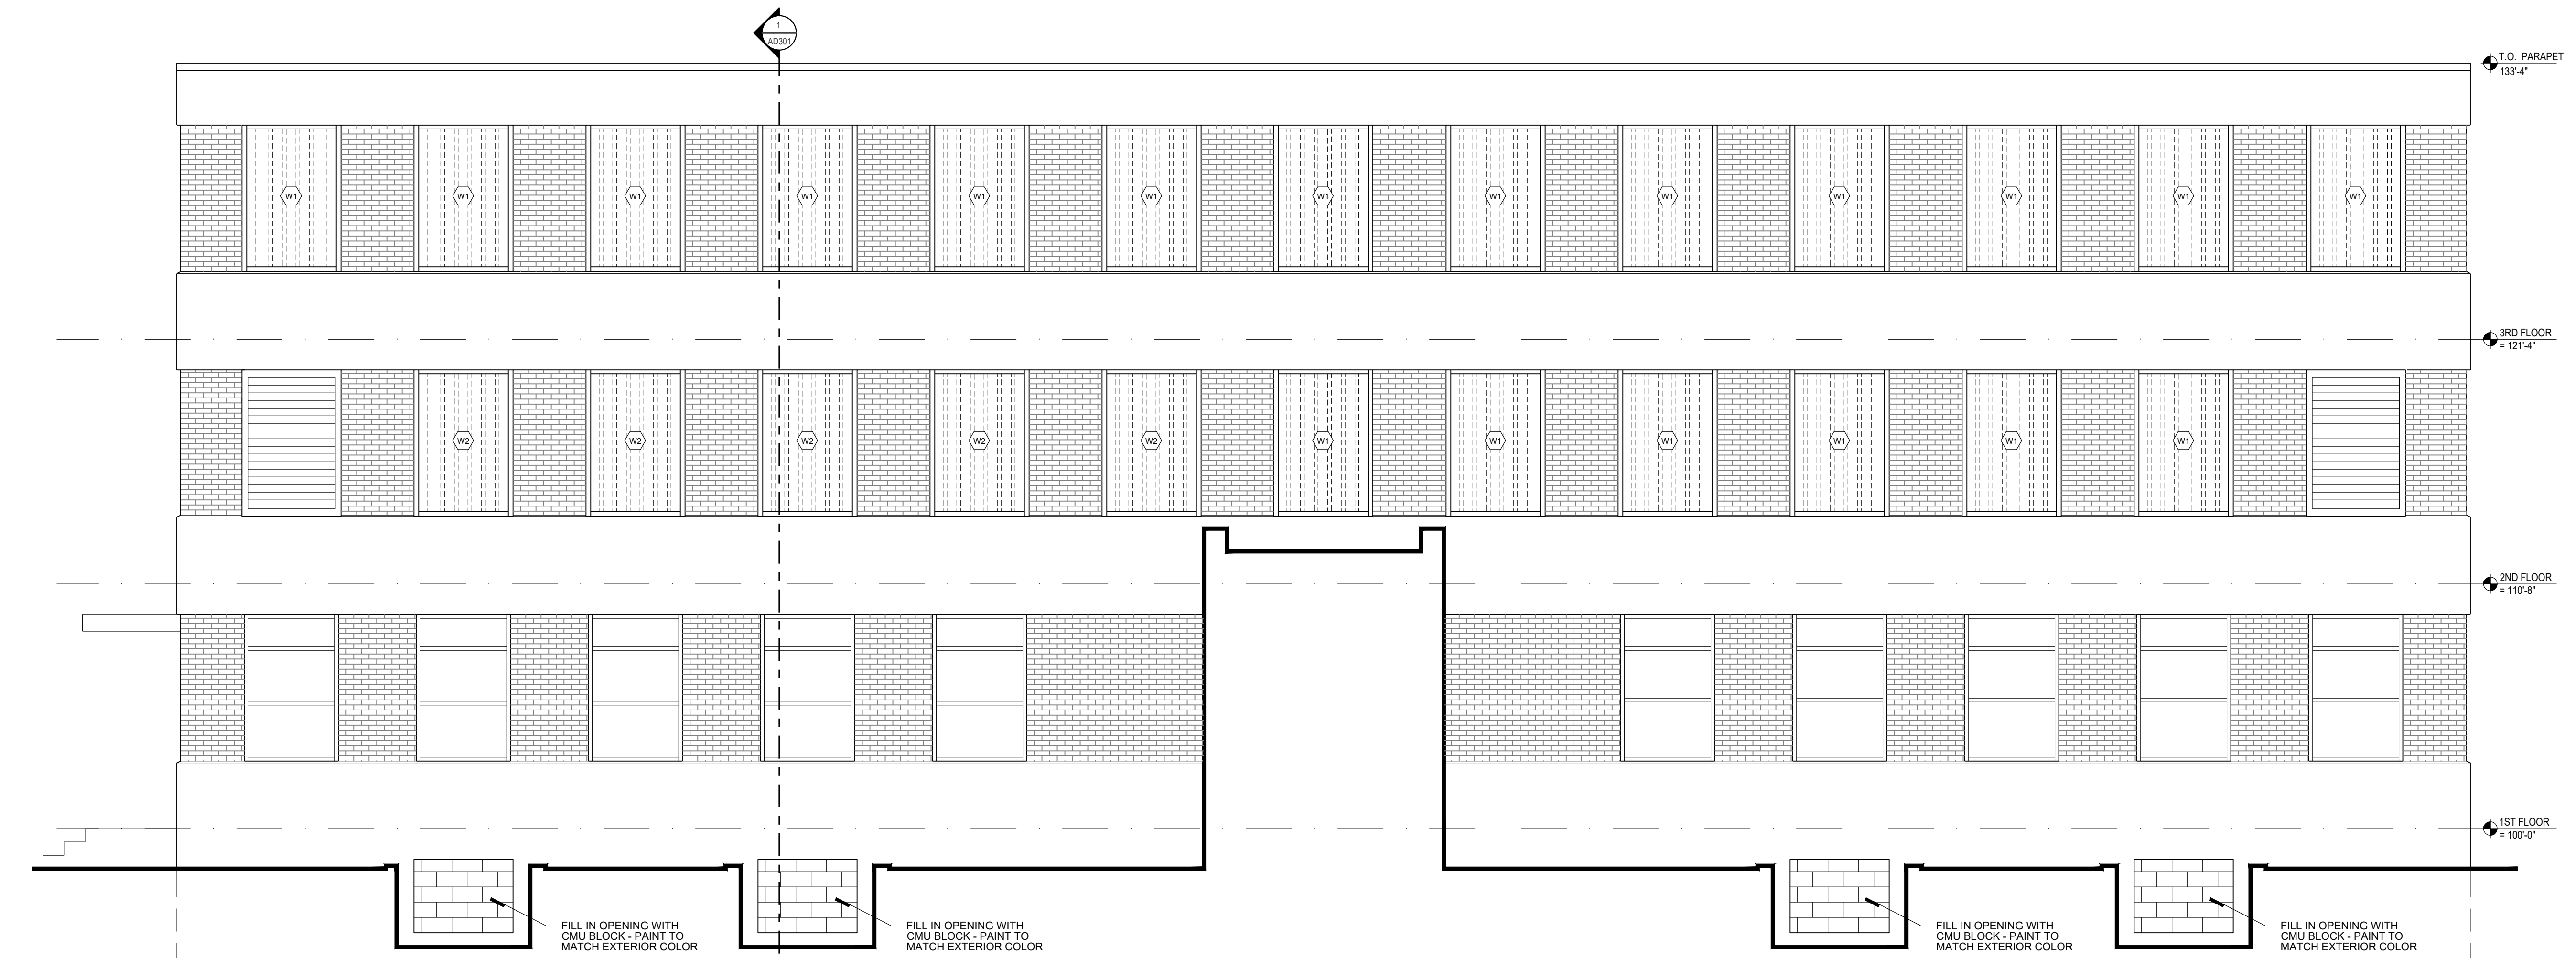 1
AD301
T.O. PARAPET
133'-4"
W1
W1
W1
W1
W1
W1
W1
W1
W1
W1
W1
W1
W1
3RD FLOOR
= 121'-4"
W2
W2
W2
W2
W2
W1
W1
W1
W1
W1
W1
2ND FLOOR
= 110'-8"
1ST FLOOR
= 100'-0"
FILL IN OPENING WITH
CMU BLOCK - PAINT TO
MATCH EXTERIOR COLOR
FILL IN OPENING WITH
CMU BLOCK - PAINT TO
MATCH EXTERIOR COLOR
FILL IN OPENING WITH
CMU BLOCK - PAINT TO
MATCH EXTERIOR COLOR
FILL IN OPENING WITH
CMU BLOCK - PAINT TO
MATCH EXTERIOR COLOR